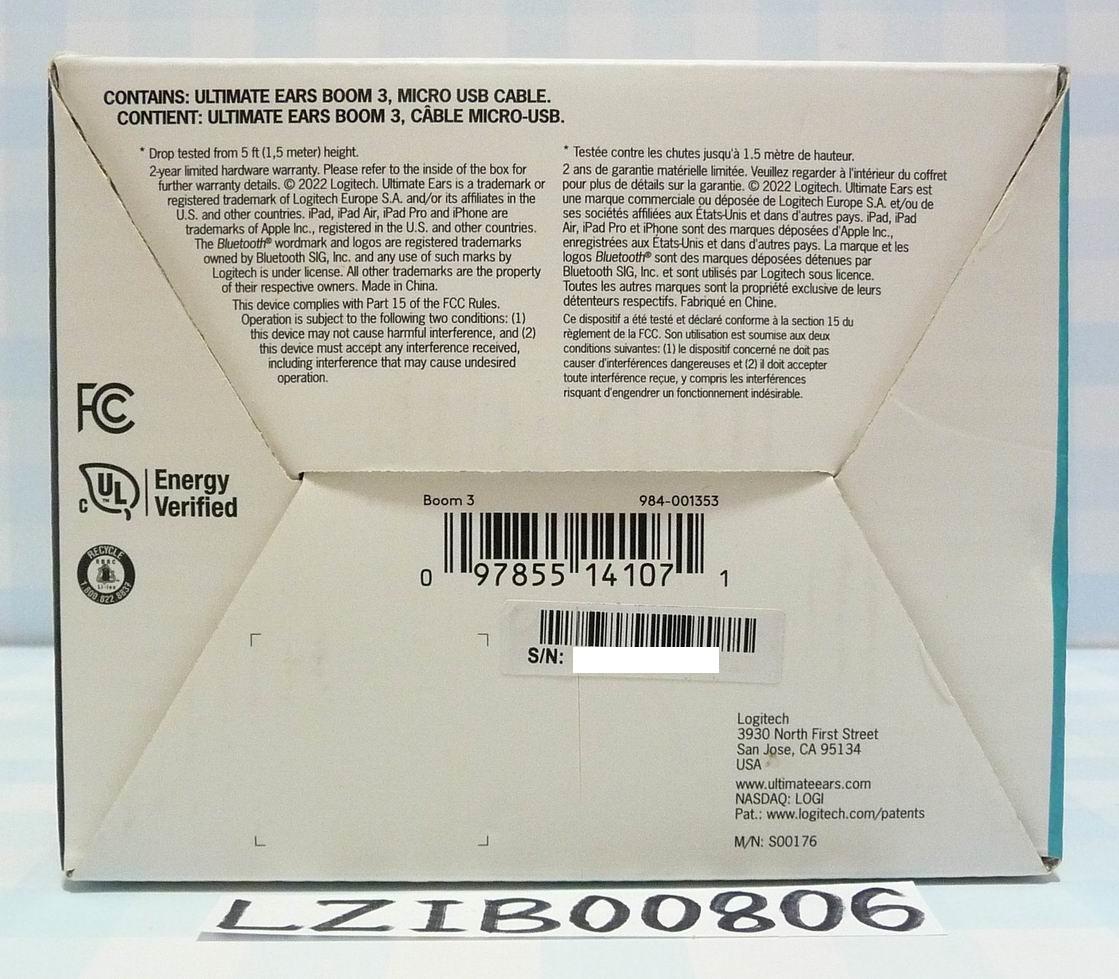 CONTAINS: ULTIMATE EARS BOOM 3, MICRO USB CABLE.
CONTIENT: ULTIMATE EARS BOOM 3, CÂBLE MICRO-USB.
* Drop tested from 5 ft (1,5 meter) height.
2-year limited hardware warranty. Please refer to the inside of the box for
further warranty details. © 2022 Logitech. Ultimate Ears is a trademark or
registered trademark of Logitech Europe S.A. and/or its affiliates in the
U.S. and other countries. iPad, iPad Air, iPad Pro and iPhone are
trademarks of Apple Inc., registered in the U.S. and other countries.
The Bluetooth® wordmark and logos are registered trademarks
owned by Bluetooth SIG, Inc. and any use of such marks by
Logitech is under license. All other trademarks are the property
of their respective owners. Made in China.
This device complies with Part 15 of the FCC Rules.
Operation is subject to the following two conditions: (1)
this device may not cause harmful interference, and (2)
this device must accept any interference received,
including interference that may cause undesired
operation.
* Testée contre les chutes jusqu'à 1.5 mètre de hauteur.
2 ans de garantie matérielle limitée. Veuillez regarder à l'intérieur du coffret
pour plus de détails sur la garantie. © 2022 Logitech. Ultimate Ears est
une marque commerciale ou déposée de Logitech Europe S.A. et/ou de
ses sociétés affiliées aux États-Unis et dans d'autres pays. iPad, iPad
Air, iPad Pro et iPhone sont des marques déposées d'Apple Inc.,
enregistrées aux États-Unis et dans d'autres pays. La marque et les
logos Bluetooth® sont des marques déposées détenues par
Bluetooth SIG, Inc. et sont utilisés par Logitech sous licence.
Toutes les autres marques sont la propriété exclusive de leurs
détenteurs respectifs. Fabriqué en Chine.
Ce dispositif a été testé et déclaré conforme à la section 15 du
règlement de la FCC. Son utilisation est soumise aux deux
conditions suivantes: (1) le dispositif concerné ne doit pas
causer d'interférences dangereuses et (2) il doit accepter
toute interférence reçue, y compris les interférences
risquant d'engendrer un fonctionnement indésirable.
FC
C UL ™ Energy
Verified
RECYCLE
RBRC
Li-ion
1.800.822.8837
Boom 3 984-001353
0 97855 14107 1
S/N:
Logitech
3930 North First Street
San Jose, CA 95134
USA
www.ultimateears.com
NASDAQ: LOGI
Pat.: www.logitech.com/patents
M/N: S00176
LZIB00806